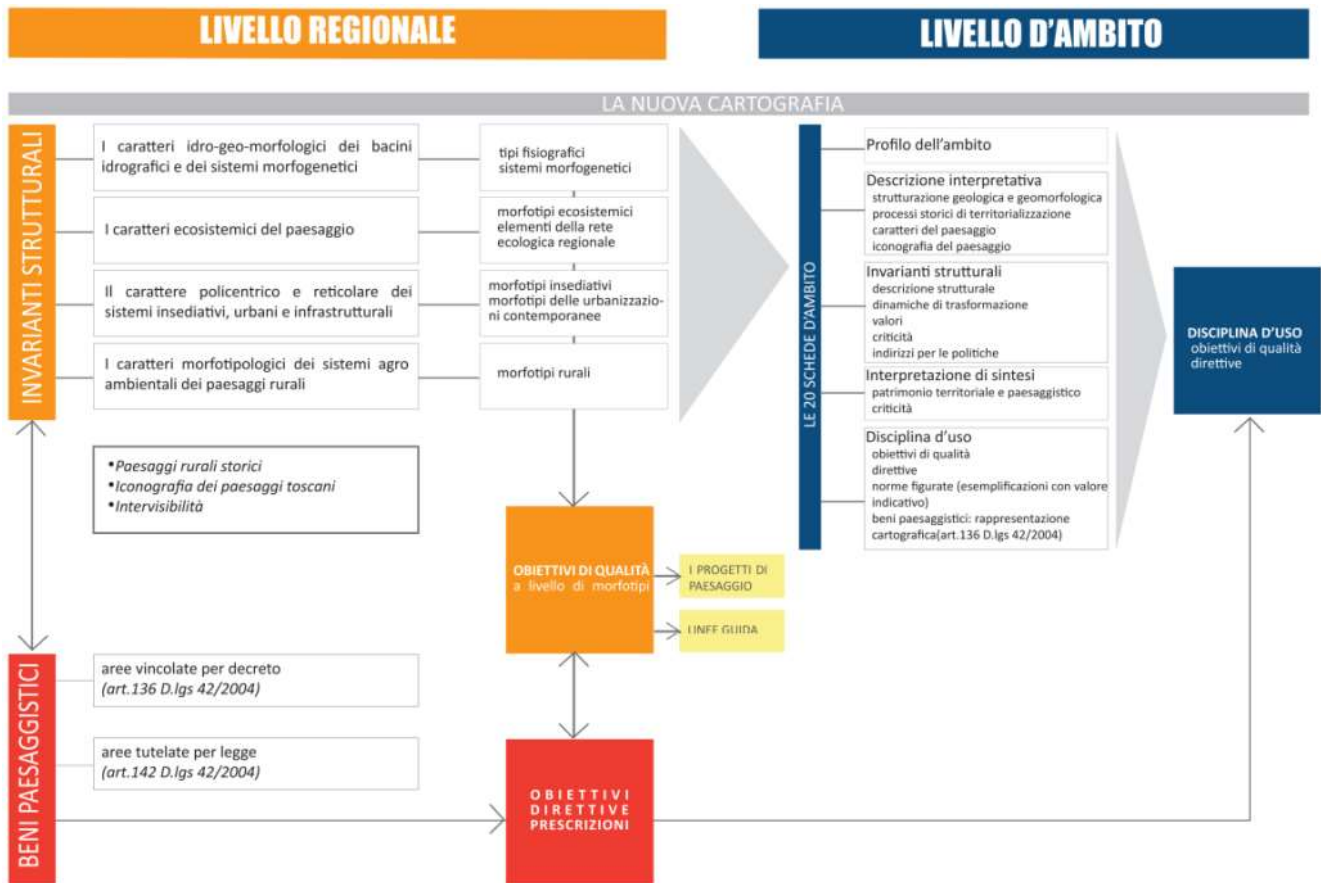 LIVELLO REGIONALE
LIVELLO D'AMBITO
LA NUOVA CARTOGRAFIA
INVARIANTI STRUTTURALI
I caratteri idro-geo-morfologici dei bacini
idrografici e dei sistemi morfogenetici
tipi fisiografici
sistemi morfogenetici
I caratteri ecosistemici del paesaggio
morfotipi ecosistemici
elementi della rete
ecologica regionale
Il carattere policentrico e reticolare dei
sistemi insediativi, urbani e infrastrutturali
morfotipi insediativi
morfotipi delle urbanizzazio-
ni contemporanee
I caratteri morfotipologici dei sistemi agro
ambientali dei paesaggi rurali
morfotipi rurali
•Paesaggi rurali storici
•Iconografia dei paesaggi toscani
•Intervisibilità
OBIETTIVI DI QUALITÀ
a livello di morfotipi
I PROGETTI DI
PAESAGGIO
LINEE GUIDA
BENI PAESAGGISTICI
aree vincolate per decreto
(art.136 D.lgs 42/2004)
aree tutelate per legge
(art.142 D.lgs 42/2004)
OBIETTIVI
DIRETTIVE
PRESCRIZIONI
LE 20 SCHEDE D'AMBITO
Profilo dell'ambito
Descrizione interpretativa
strutturazione geologica e geomorfologica
processi storici di territorializzazione
caratteri del paesaggio
iconografia del paesaggio
Invarianti strutturali
descrizione strutturale
dinamiche di trasformazione
valori
criticità
indirizzi per le politiche
Interpretazione di sintesi
patrimonio territoriale e paesaggistico
criticità
Disciplina d'uso
obiettivi di qualità
direttive
norme figurate (esemplificazioni con valore
indicativo)
beni paesaggistici: rappresentazione
cartografica(art.136 D.lgs 42/2004)
DISCIPLINA D'USO
obiettivi di qualità
direttive